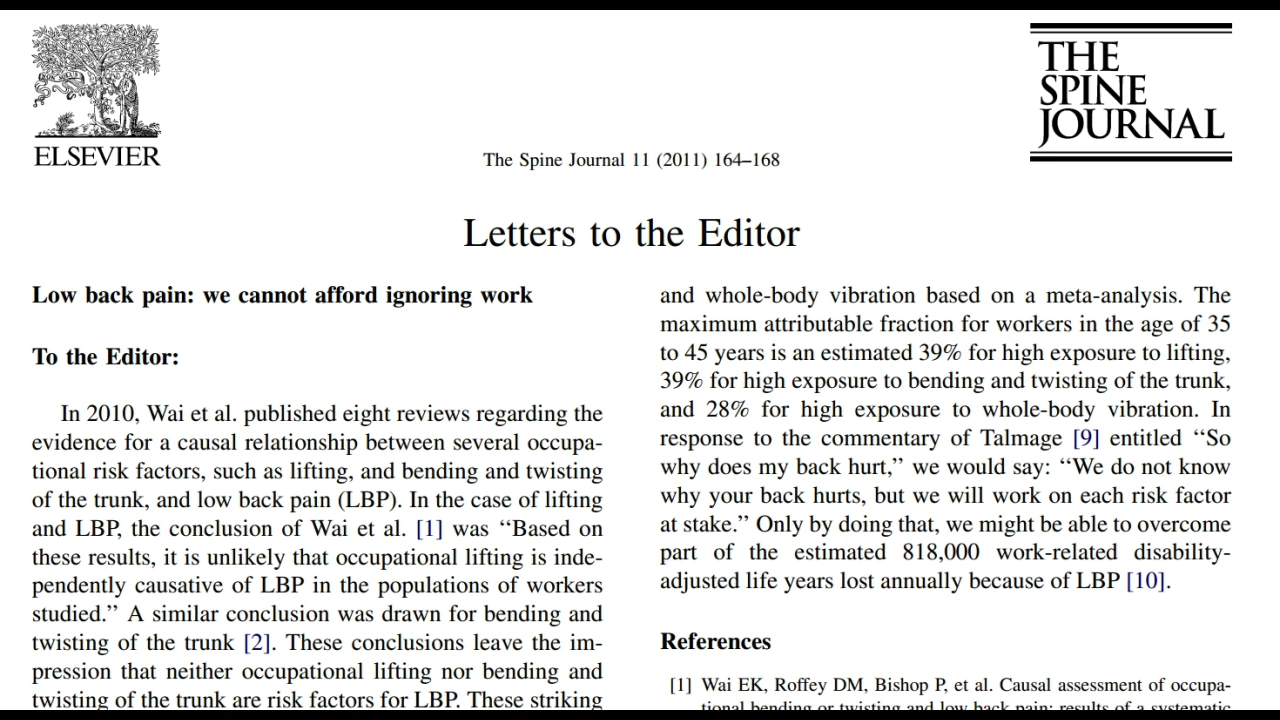 ELSEVIER
THE
SPINE
JOURNAL
The Spine Journal 11 (2011) 164–168
Letters to the Editor
Low back pain: we cannot afford ignoring work
To the Editor:
In 2010, Wai et al. published eight reviews regarding the
evidence for a causal relationship between several occupa-
tional risk factors, such as lifting, and bending and twisting
of the trunk, and low back pain (LBP). In the case of lifting
and LBP, the conclusion of Wai et al. [1] was ‘‘Based on
these results, it is unlikely that occupational lifting is inde-
pendently causative of LBP in the populations of workers
studied.’’ A similar conclusion was drawn for bending and
twisting of the trunk [2]. These conclusions leave the im-
pression that neither occupational lifting nor bending and
twisting of the trunk are risk factors for LBP. These striking
and whole-body vibration based on a meta-analysis. The
maximum attributable fraction for workers in the age of 35
to 45 years is an estimated 39% for high exposure to lifting,
39% for high exposure to bending and twisting of the trunk,
and 28% for high exposure to whole-body vibration. In
response to the commentary of Talmage [9] entitled ‘‘So
why does my back hurt,’’ we would say: ‘‘We do not know
why your back hurts, but we will work on each risk factor
at stake.’’ Only by doing that, we might be able to overcome
part of the estimated 818,000 work-related disability-
adjusted life years lost annually because of LBP [10].
References
[1] Wai EK, Roffey DM, Bishop P, et al. Causal assessment of occupa-
tional bending or twisting and low back pain: results of a systematic